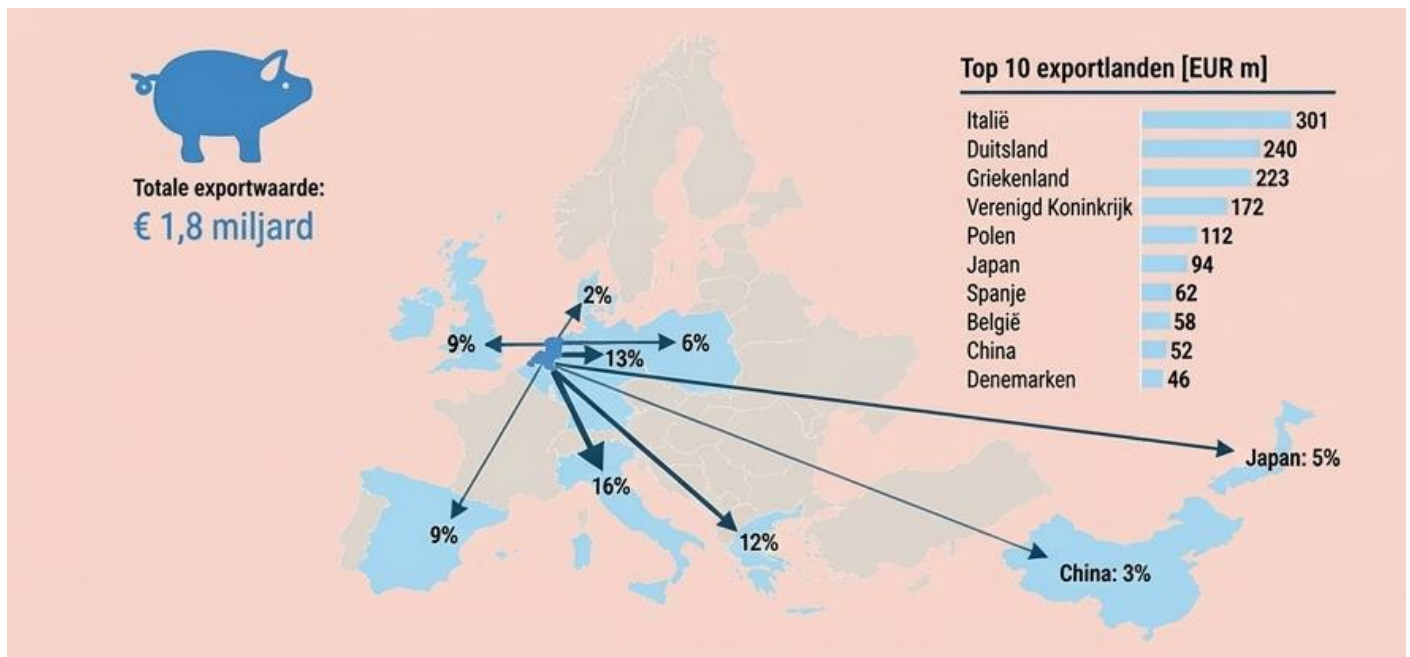 Totale exportwaarde:
€ 1,8 miljard
Top 10 exportlanden [EUR m]
Italië 301
Duitsland 240
Griekenland 223
Verenigd Koninkrijk 172
Polen 112
Japan 94
Spanje 62
België 58
China 52
Denemarken 46
2%
9%
6%
13%
16%
9%
12%
Japan: 5%
China: 3%